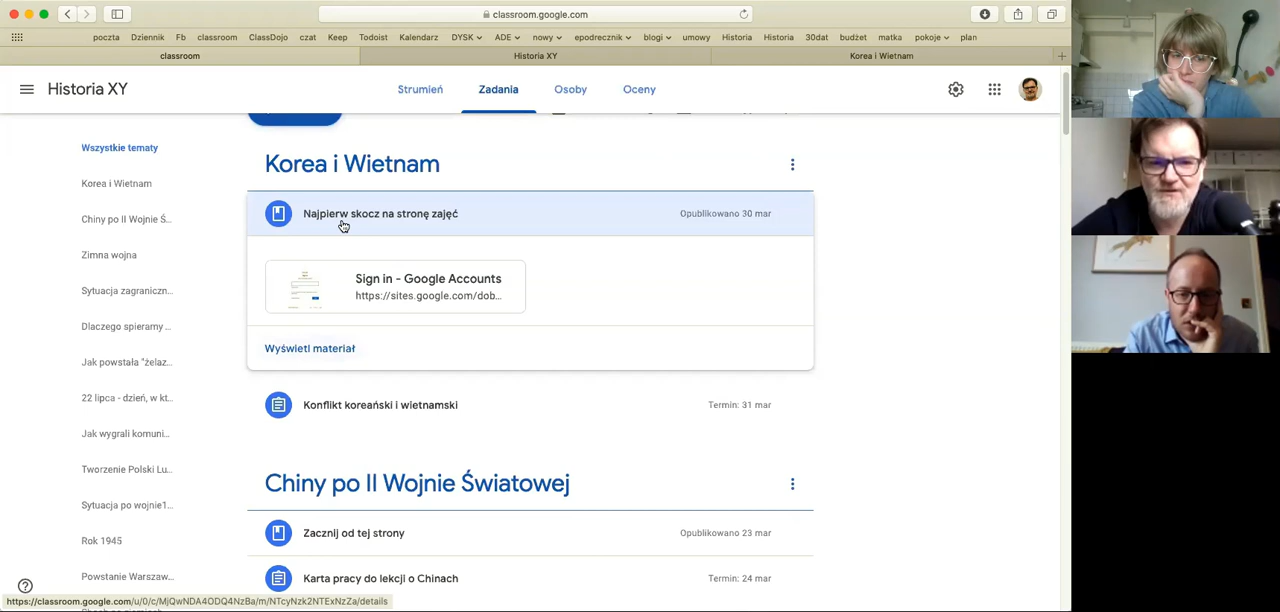 classroom.google.com
poczta Dziennik Fb classroom ClassDojo czat Keep Todoist Kalendarz DYSK ADE nowy epodrecznik blogi umowy Historia Historia 30dat budżet matka pokoje plan
classroom Historia XY Korea i Wietnam
Historia XY Strumień Zadania Osoby Oceny
Wszystkie tematy
Korea i Wietnam
Chiny po II Wojnie Ś...
Zimna wojna
Sytuacja zagraniczn...
Dlaczego spierarny ...
Jak powstała "żelaz...
22 lipca - dzień, w kt...
Jak wygrali komuni...
Tworzenie Polski Lu...
Sytuacja po wojnie1...
Rok 1945
Powstanie Warszaw...
Korea i Wietnam
Najpierw skocz na stronę zajęć Opublikowano 30 mar
Sign in - Google Accounts
https://sites.google.com/dob...
Wyświetl materiał
Konflikt koreański i wietnamski Termin: 31 mar
Chiny po II Wojnie Światowej
Zacznij od tej strony Opublikowano 23 mar
Karta pracy do lekcji o Chinach Termin: 24 mar
https://classroom.google.com/u/0/c/MjQwNDA4ODQ4NzBa/m/NTcyNzk2NTExNzZa/details